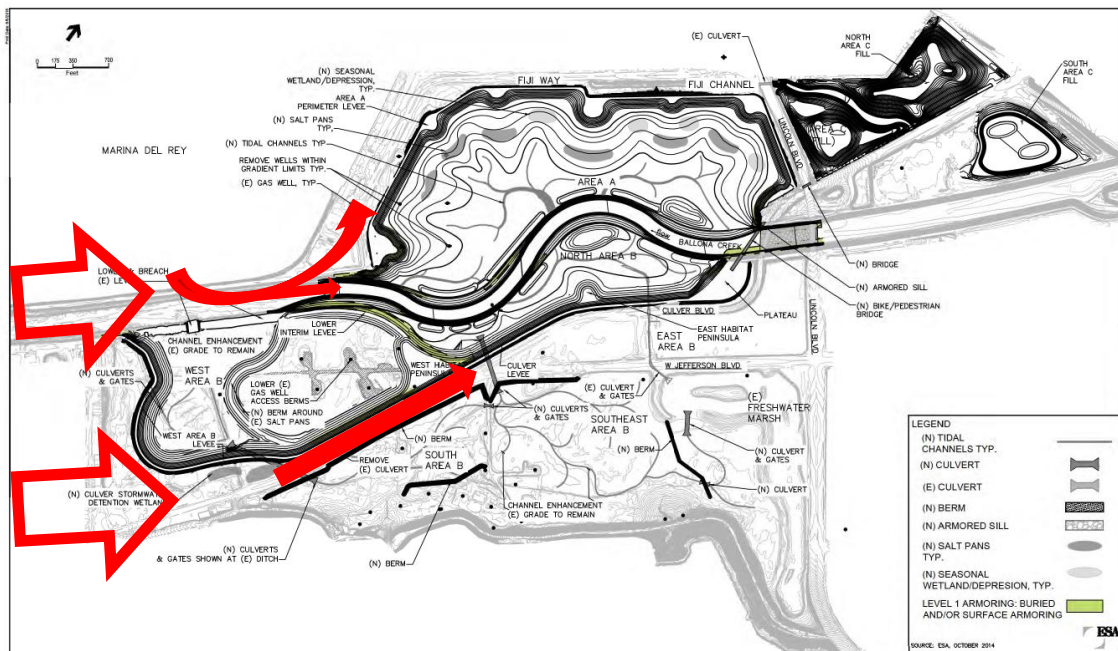 0 175 350 700
Feet
MARINA DEL REY
(N) SEASONAL
WETLAND/DEPRESSION,
TYP.
AREA A
PERIMETER LEVEE
(N) SALT PANS
TYP.
(N) TIDAL CHANNELS TYP.
REMOVE WELLS WITHIN
GRADIENT LIMITS TYP.
(E) GAS WELL, TYP.
FIJI WAY
FIJI CHANNEL
(E) CULVERT
NORTH
AREA C
FILL
SOUTH
AREA C
FILL
LINCOLN BLVD
AREA C
FILL)
AREA A
FLOW
BALLONA CREEK
NORTH AREA B
(N) BRIDGE
(N) ARMORED SILL
(N) BIKE/PEDESTRIAN
BRIDGE
PLATEAU
LINCOLN BLVD
CULVER BLVD
EAST HABITAT
PENINSULA
EAST
AREA B
W JEFFERSON BLVD
BREACH
(E)
LOWER
INTERIM LEVEE
CHANNEL ENHANCEMENT
(E) GRADE TO REMAIN
(N) CULVERTS
& GATES
WEST
AREA B
LOWER (E)
GAS WELL
ACCESS BERMS
WEST
PENINSULA
CULVER
LEVEE
(N) BERM AROUND
(E) SALT PANS
WEST AREA B
LEVEE
(E) CULVERT
& GATES
(N) CULVERTS
& GATES
(E)
FRESHWATER
MARSH
SOUTHEAST
AREA B
(N) BERM
(N) CULVERT
& GATES
(N) CULVERT
(N) BERM
REMOVE
(E) CULVERT
SOUTH
AREA B
(N) CULVER
DETENTION
CHANNEL ENHANCEMENT
(E) GRADE TO REMAIN
(N) CULVERTS
& GATES SHOWN AT (E) DITCH
(N) BERM
LEGEND
(N) TIDAL
CHANNELS TYP.
(N) CULVERT
(E) CULVERT
(N) BERM
(N) ARMORED SILL
(N) SALT PANS
TYP.
(N) SEASONAL
WETLAND/DEPRESION, TYP.
LEVEL 1 ARMORING: BURIED
AND/OR SURFACE ARMORING
SOURCE: ESA, OCTOBER 2014
ESA